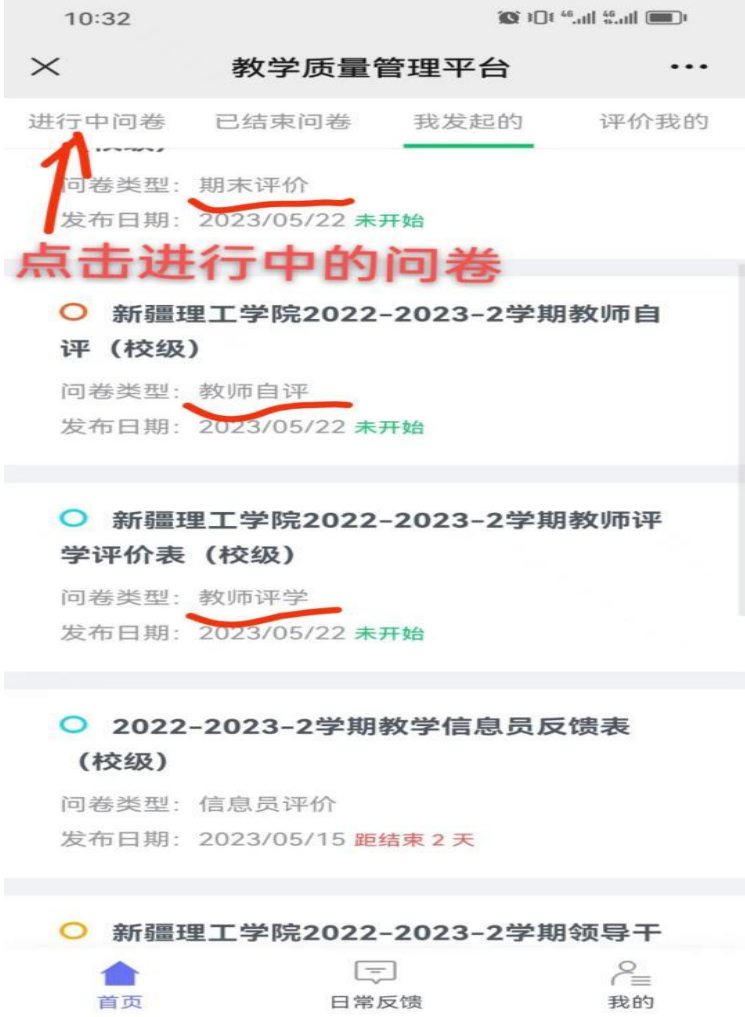 10:32
教学质量管理平台
进行中问卷 已结束问卷 我发起的 评价我的
问卷类型：期末评价
发布日期：2023/05/22 未开始
点击进行中的问卷
新疆理工学院2022-2023-2学期教师自
评（校级）
问卷类型：教师自评
发布日期：2023/05/22 未开始
新疆理工学院2022-2023-2学期教师评
学评价表（校级）
问卷类型：教师评学
发布日期：2023/05/22 未开始
2022-2023-2学期教学信息员反馈表
（校级）
问卷类型：信息员评价
发布日期：2023/05/15 距结束 2 天
新疆理工学院2022-2023-2学期领导干
首页 日常反馈 我的